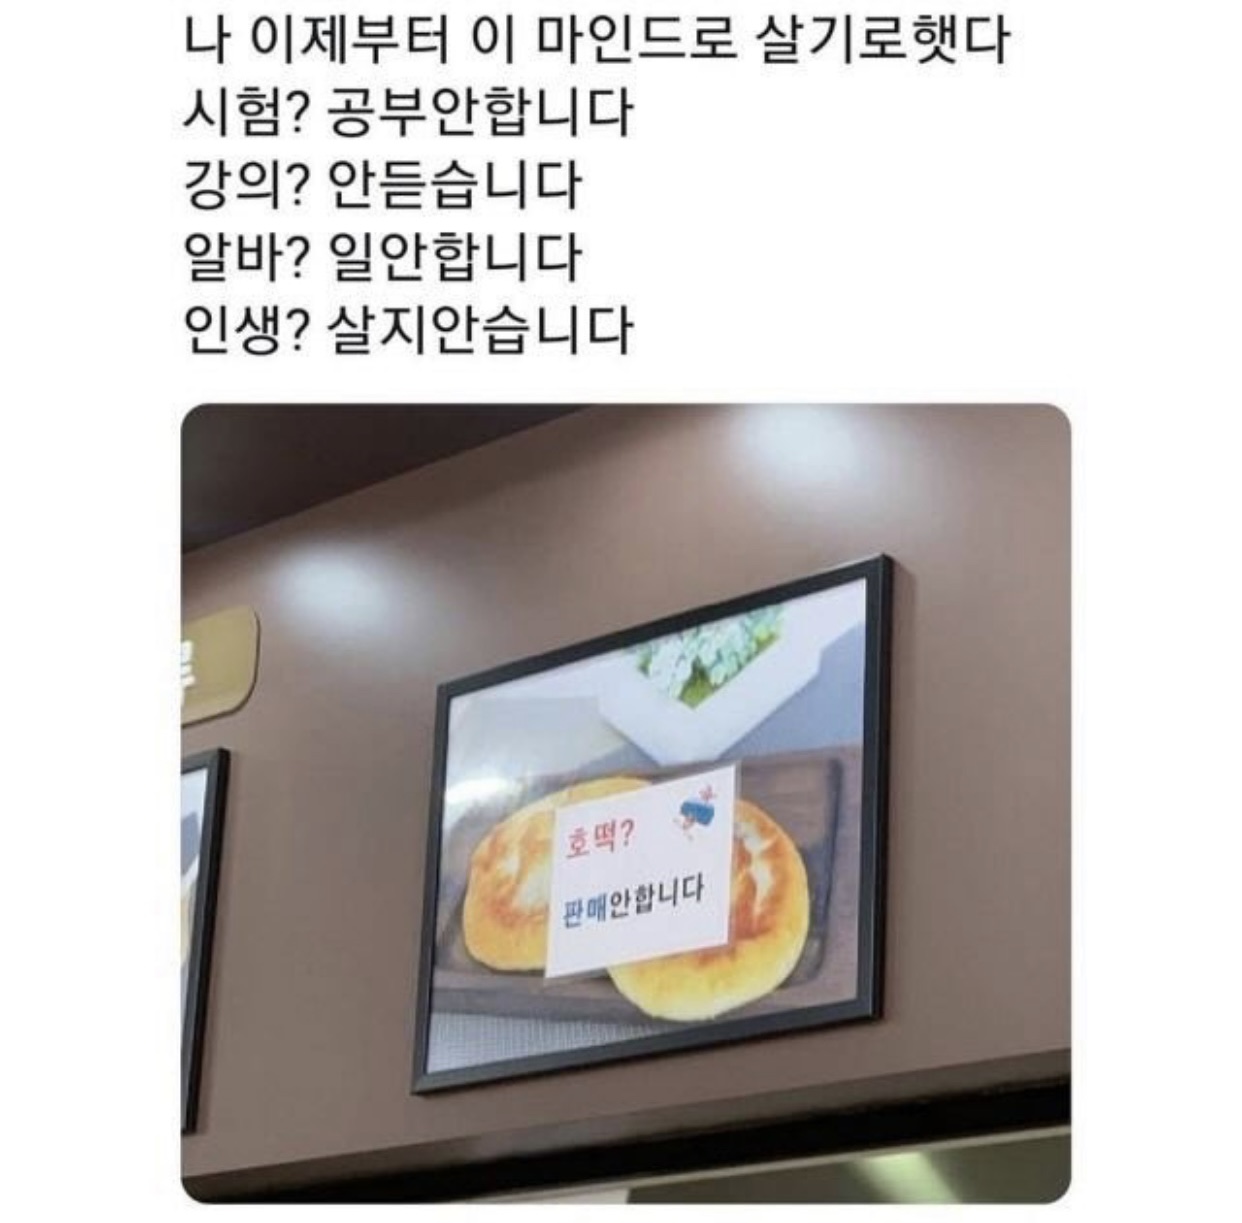 나 이제부터 이 마인드로 살기로햇다
시험? 공부안합니다
강의? 안듣습니다
알바? 일안합니다
인생? 살지안습니다
호떡?
판매안합니다